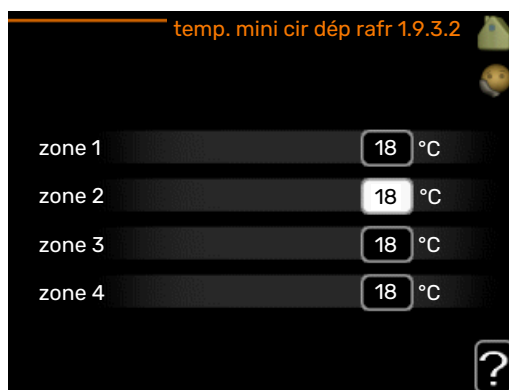 temp. mini cir dép rafr 1.9.3.2
zone 1 18 °C
zone 2 18 °C
zone 3 18 °C
zone 4 18 °C
?